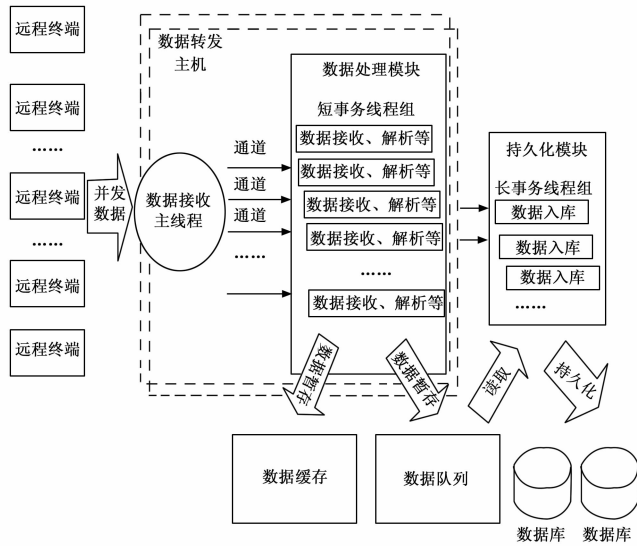 远程终端
远程终端
……
远程终端
……
远程终端
远程终端
并发
数据
数据转发
主机
数据接收
主线程
通道
通道
通道
……
数据处理模块
短事务线程组
数据接收、解析等
数据接收、解析等
数据接收、解析等
数据接收、解析等
……
数据接收、解析等
持久化模块
长事务线程组
数据入库
数据入库
数据入库
……
数据暂存
数据暂存
读取
持久化
数据缓存
数据队列
数据库
数据库